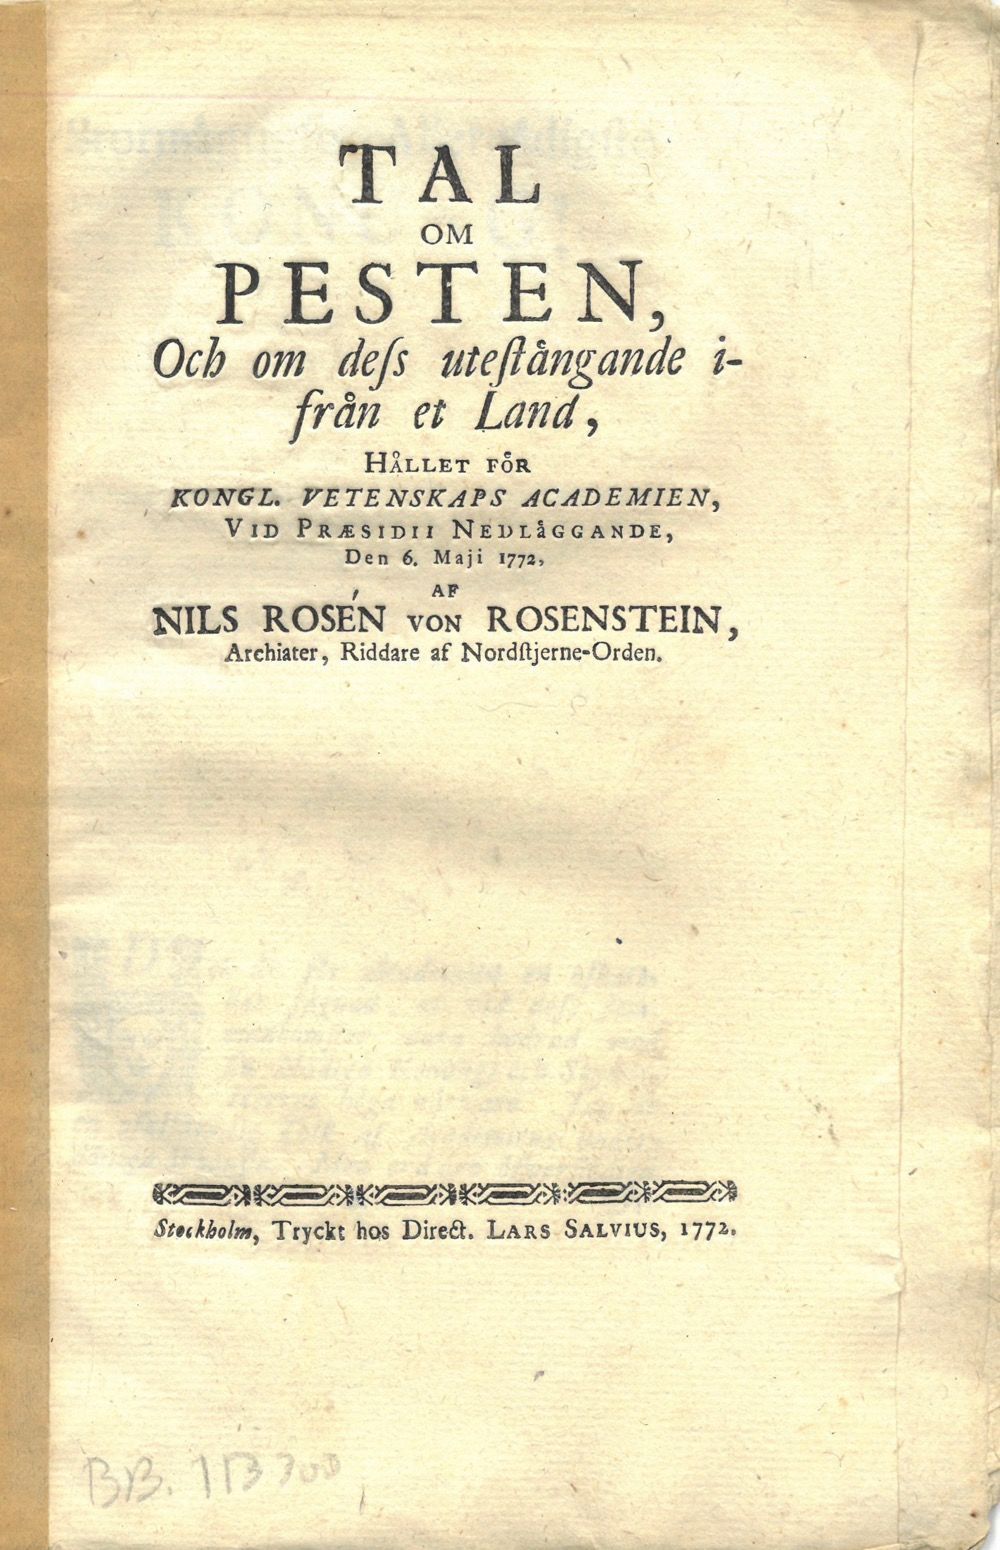 TAL
OM
PESTEN,
Och om deſs uteſtångande i-
från et Land,
HÅLLET FÖR
KONGL. VETENSKAPS ACADEMIEN,
VID PRÆSIDII NEDLåGGANDE,
Den 6. Maji 1772,
AF
NILS ROSÉN VON ROSENSTEIN,
Archiater, Riddare af Nordſtjerne-Orden.
Stockholm, Tryckt hos Direct. LARS SALVIUS, 1772.
BB.